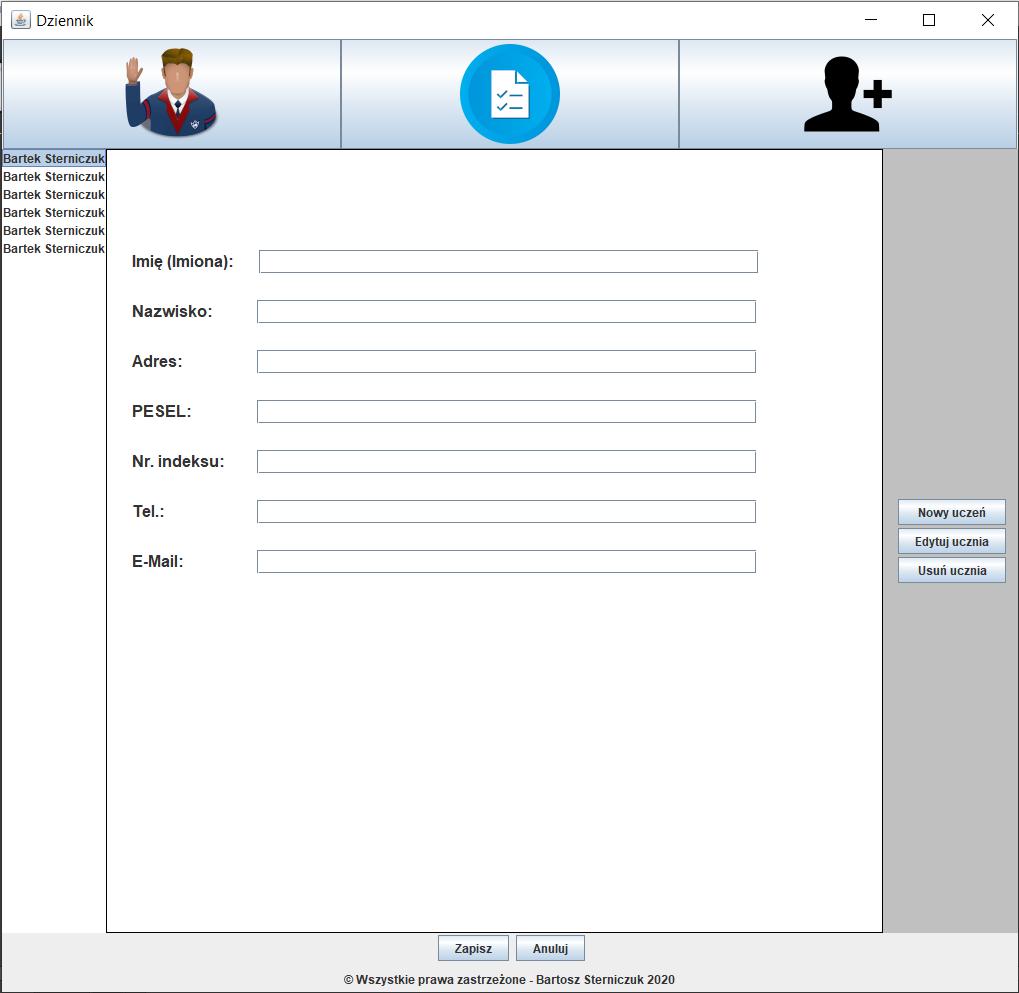 Dziennik
Bartek Sterniczuk
Bartek Sterniczuk
Bartek Sterniczuk
Bartek Sterniczuk
Bartek Sterniczuk
Bartek Sterniczuk
Imię (Imiona):
Nazwisko:
Adres:
PESEL:
Nr. indeksu:
Tel.:
E-Mail:
Nowy uczeń
Edytuj ucznia
Usuń ucznia
Zapisz
Anuluj
© Wszystkie prawa zastrzeżone - Bartosz Sterniczuk 2020